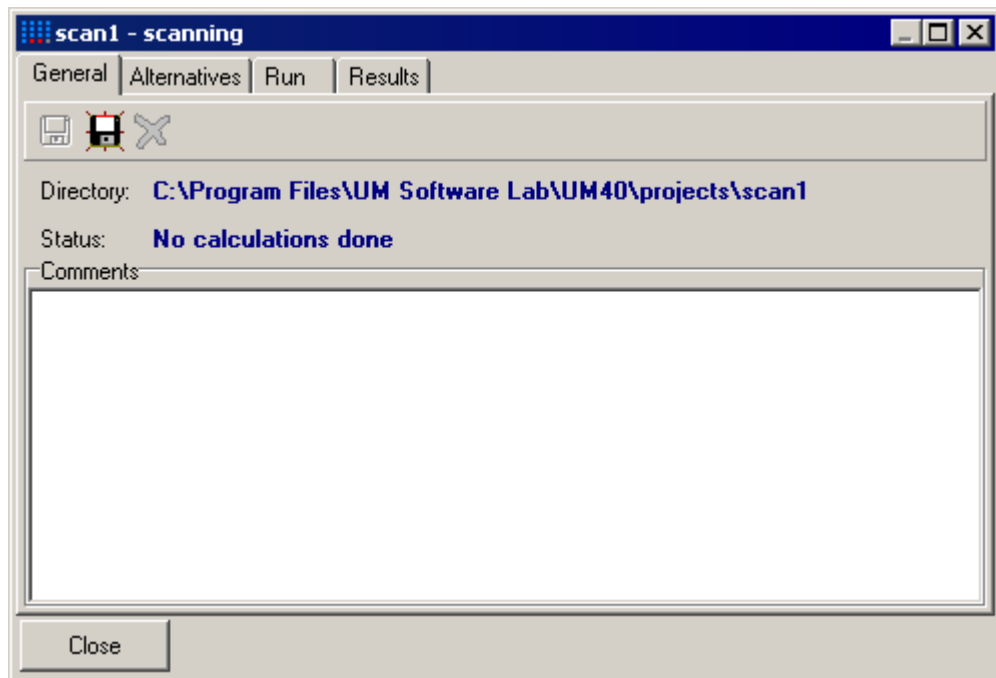 scan1 - scanning
General Alternatives Run Results
Directory: C:\Program Files\UM Software Lab\UM40\projects\scan1
Status: No calculations done
Comments
Close